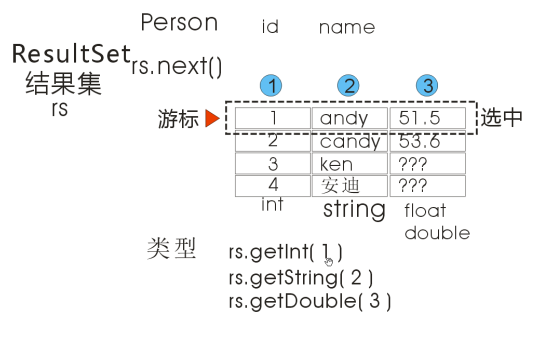 Person id name
ResultSet
结果集
rs
rs.next()
1 2 3
游标 1 andy 51.5 选中
2 candy 53.6
3 ken ???
4 安迪 ???
int string float
double
类型 rs.getInt( 1 )
rs.getString( 2 )
rs.getDouble( 3 )